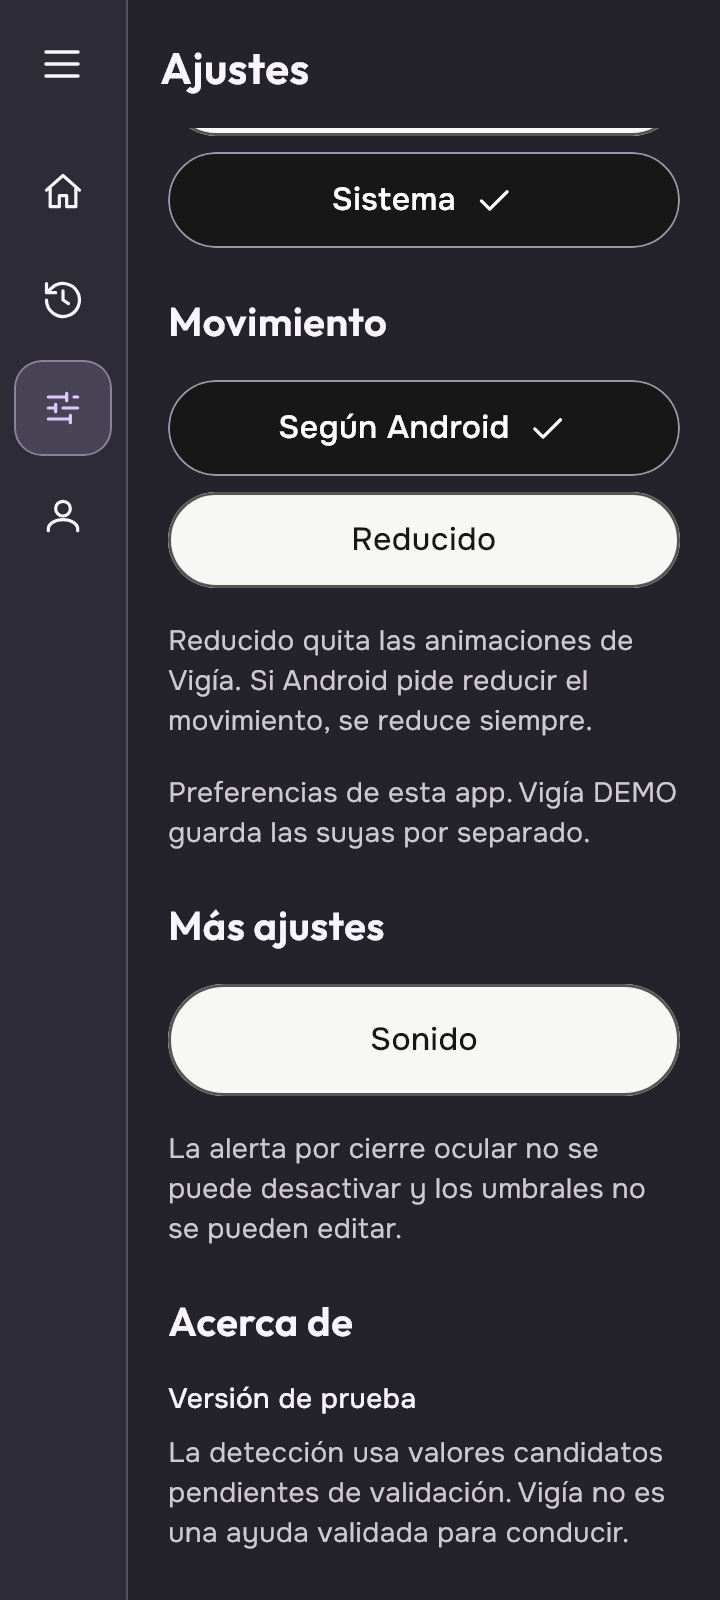 Ajustes
Sistema
Movimiento
Según Android
Reducido
Reducido quita las animaciones de
Vigía. Si Android pide reducir el
movimiento, se reduce siempre.
Preferencias de esta app. Vigía DEMO
guarda las suyas por separado.
Más ajustes
Sonido
La alerta por cierre ocular no se
puede desactivar y los umbrales no
se pueden editar.
Acerca de
Versión de prueba
La detección usa valores candidatos
pendientes de validación. Vigía no es
una ayuda validada para conducir.